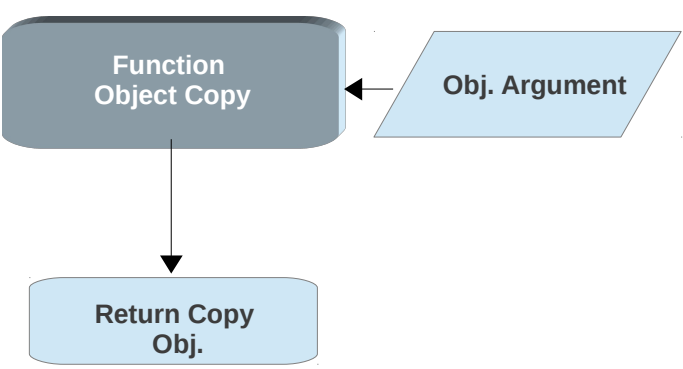 Function
Object Copy
Obj. Argument
Return Copy
Obj.